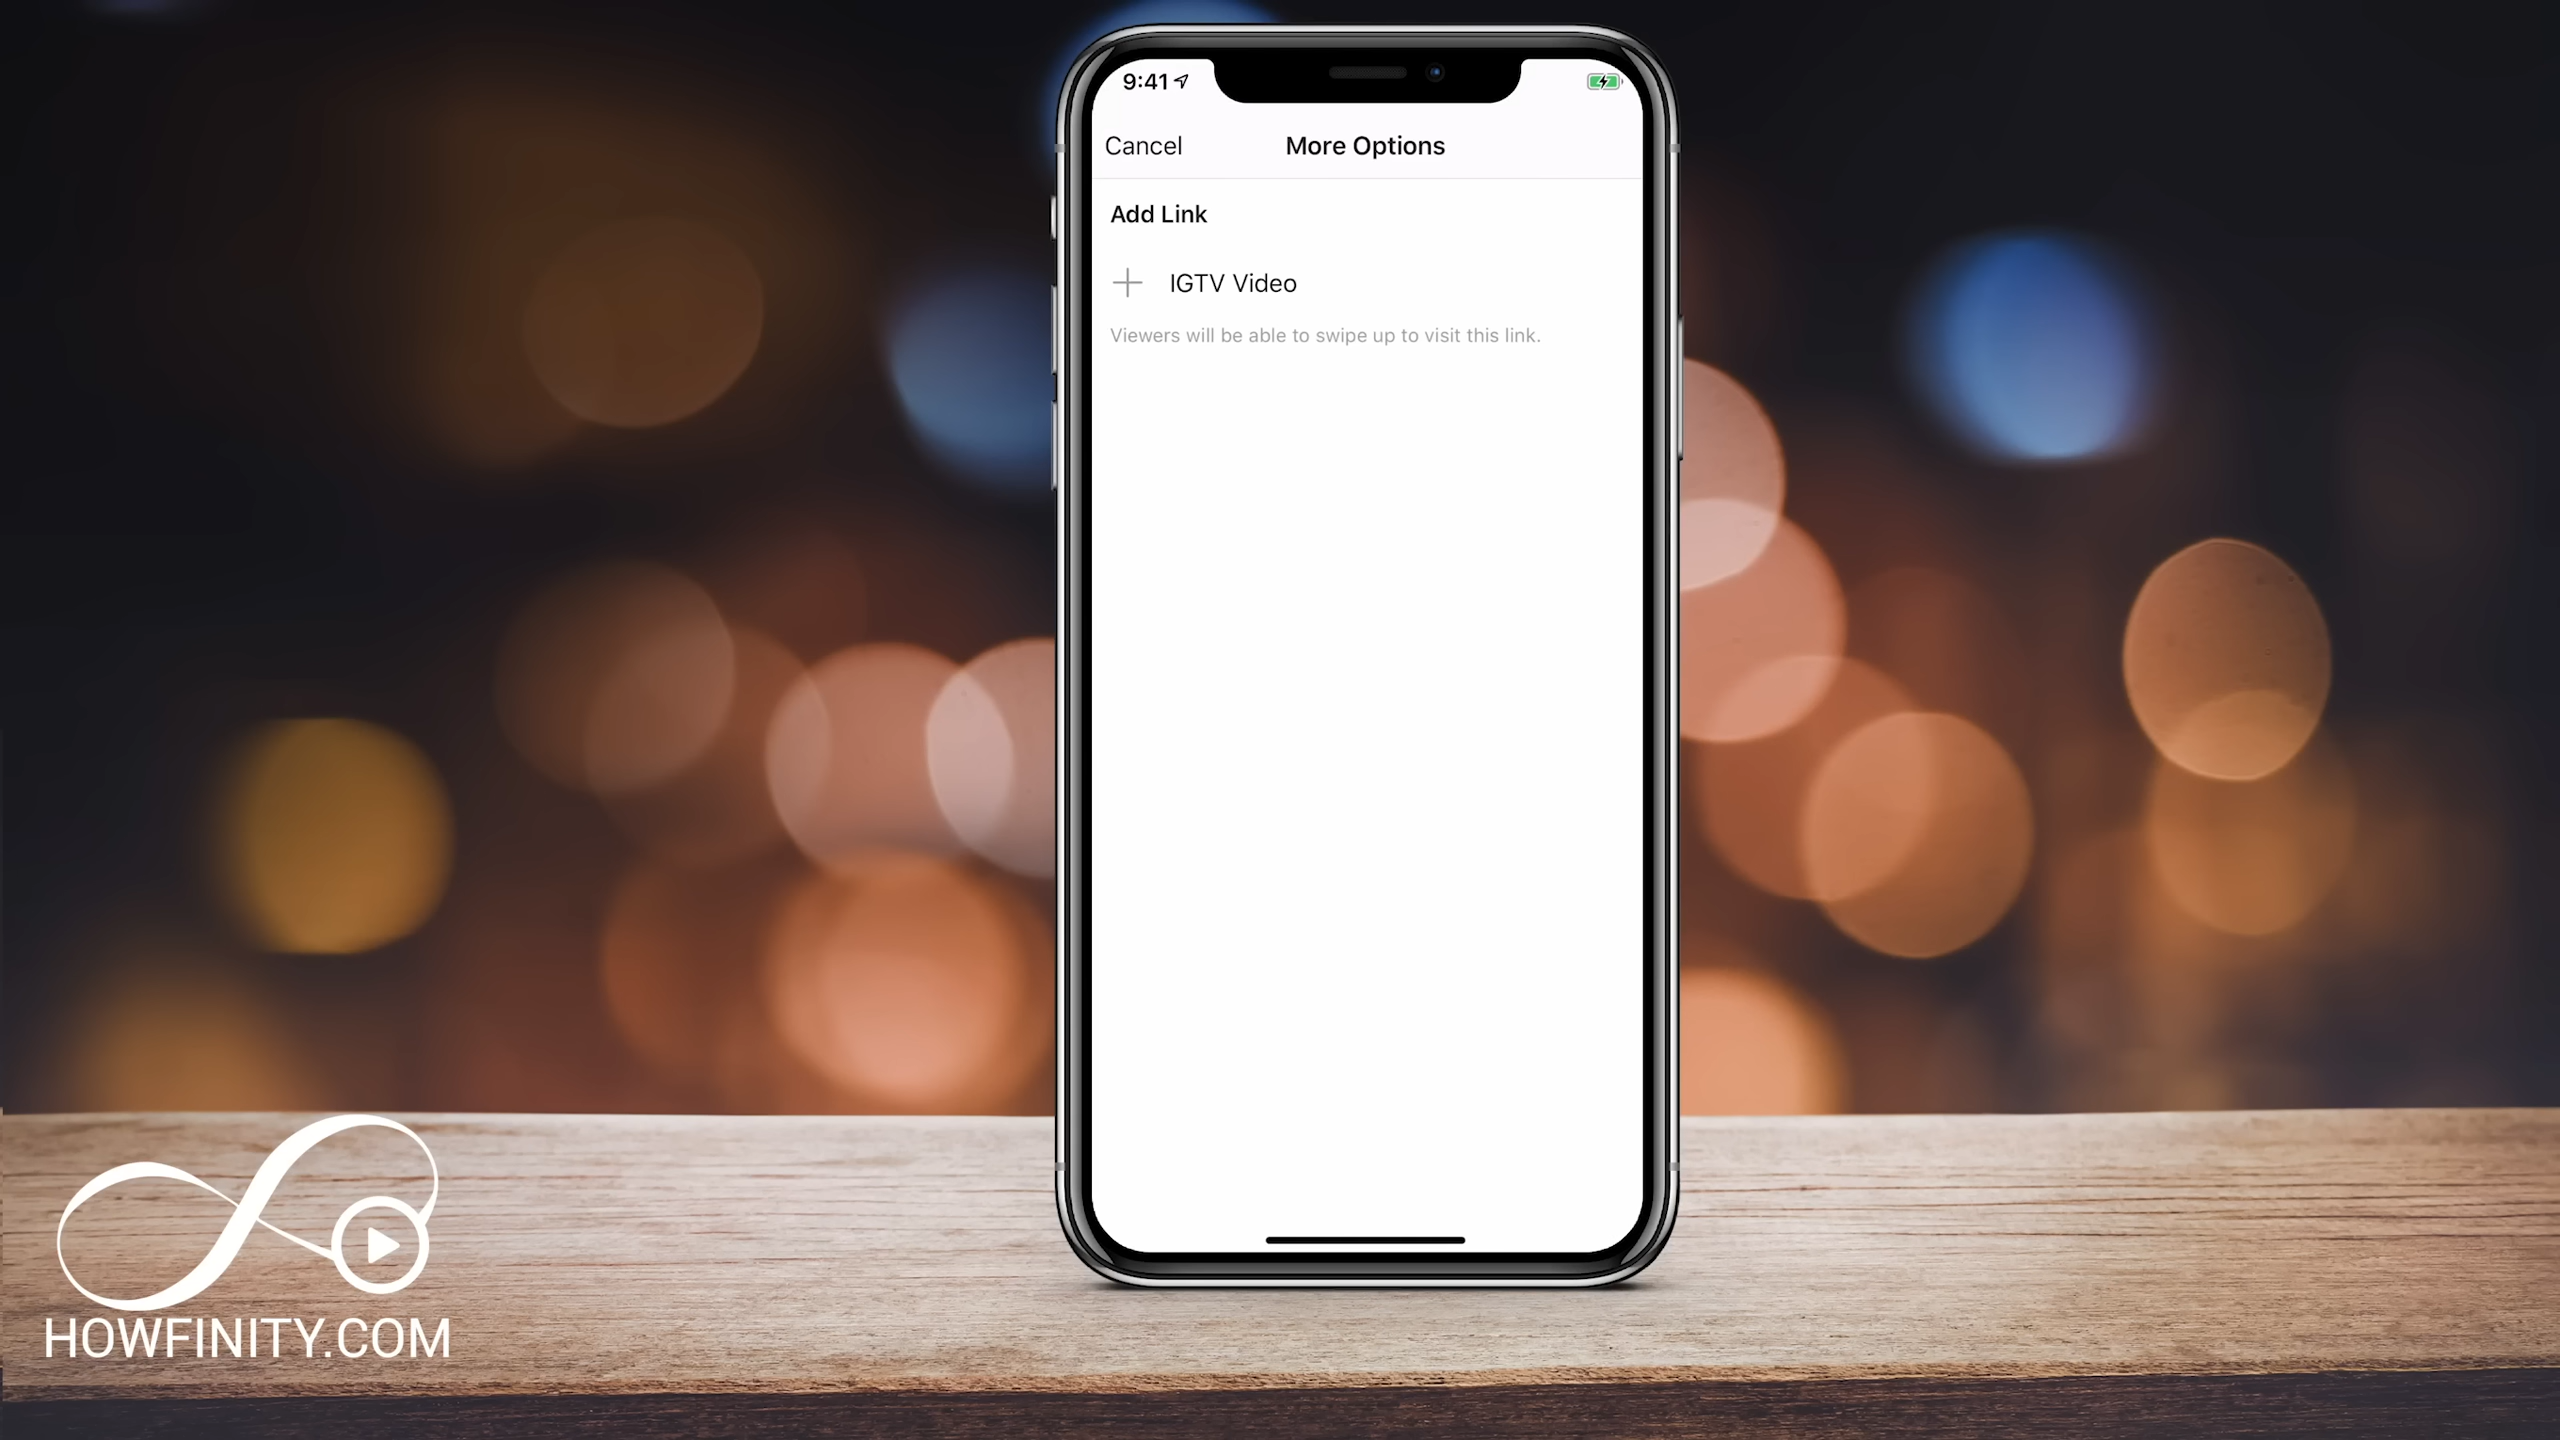 9:41
Cancel
More Options
Add Link
IGTV Video
Viewers will be able to swipe up to visit this link.
HOWFINITY.COM